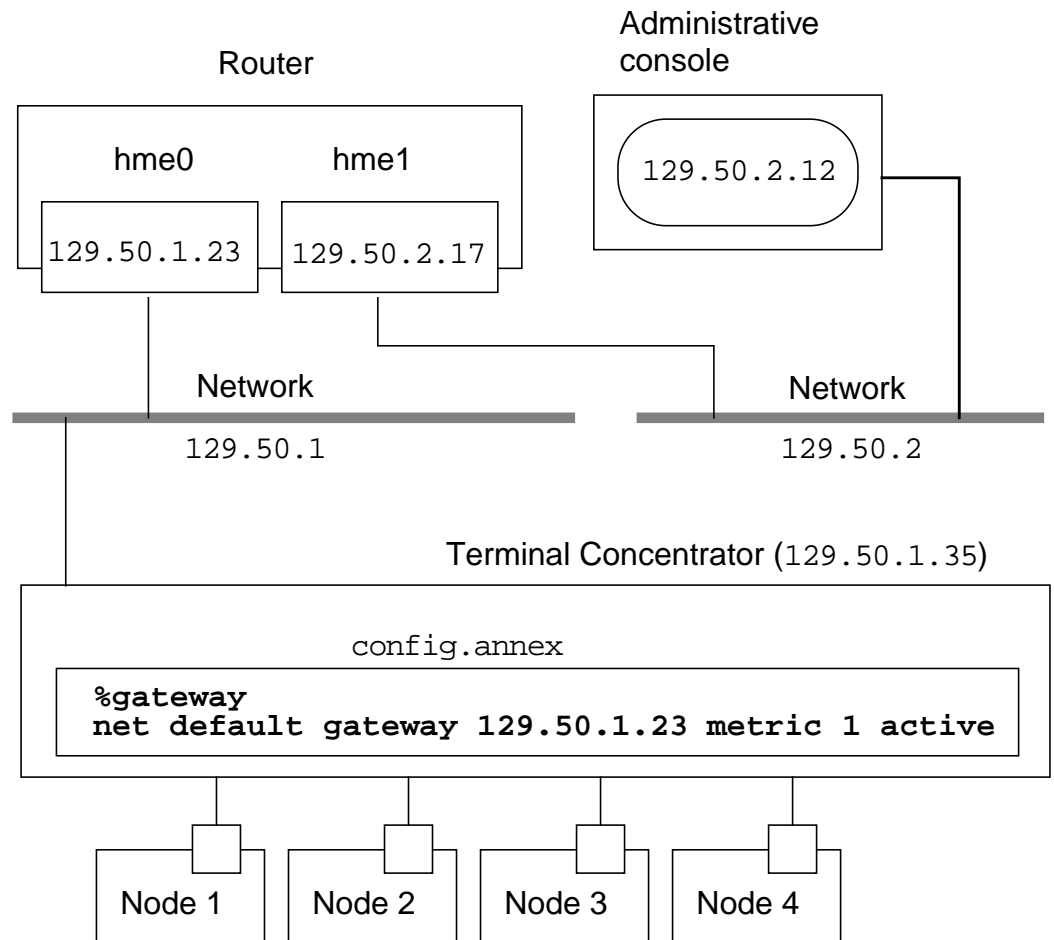 Router
Administrative
console
hme0
hme1
129.50.2.12
129.50.1.23
129.50.2.17
Network
Network
129.50.1
129.50.2
Terminal Concentrator (129.50.1.35)
config.annex
%gateway
net default gateway 129.50.1.23 metric 1 active
Node 1
Node 2
Node 3
Node 4